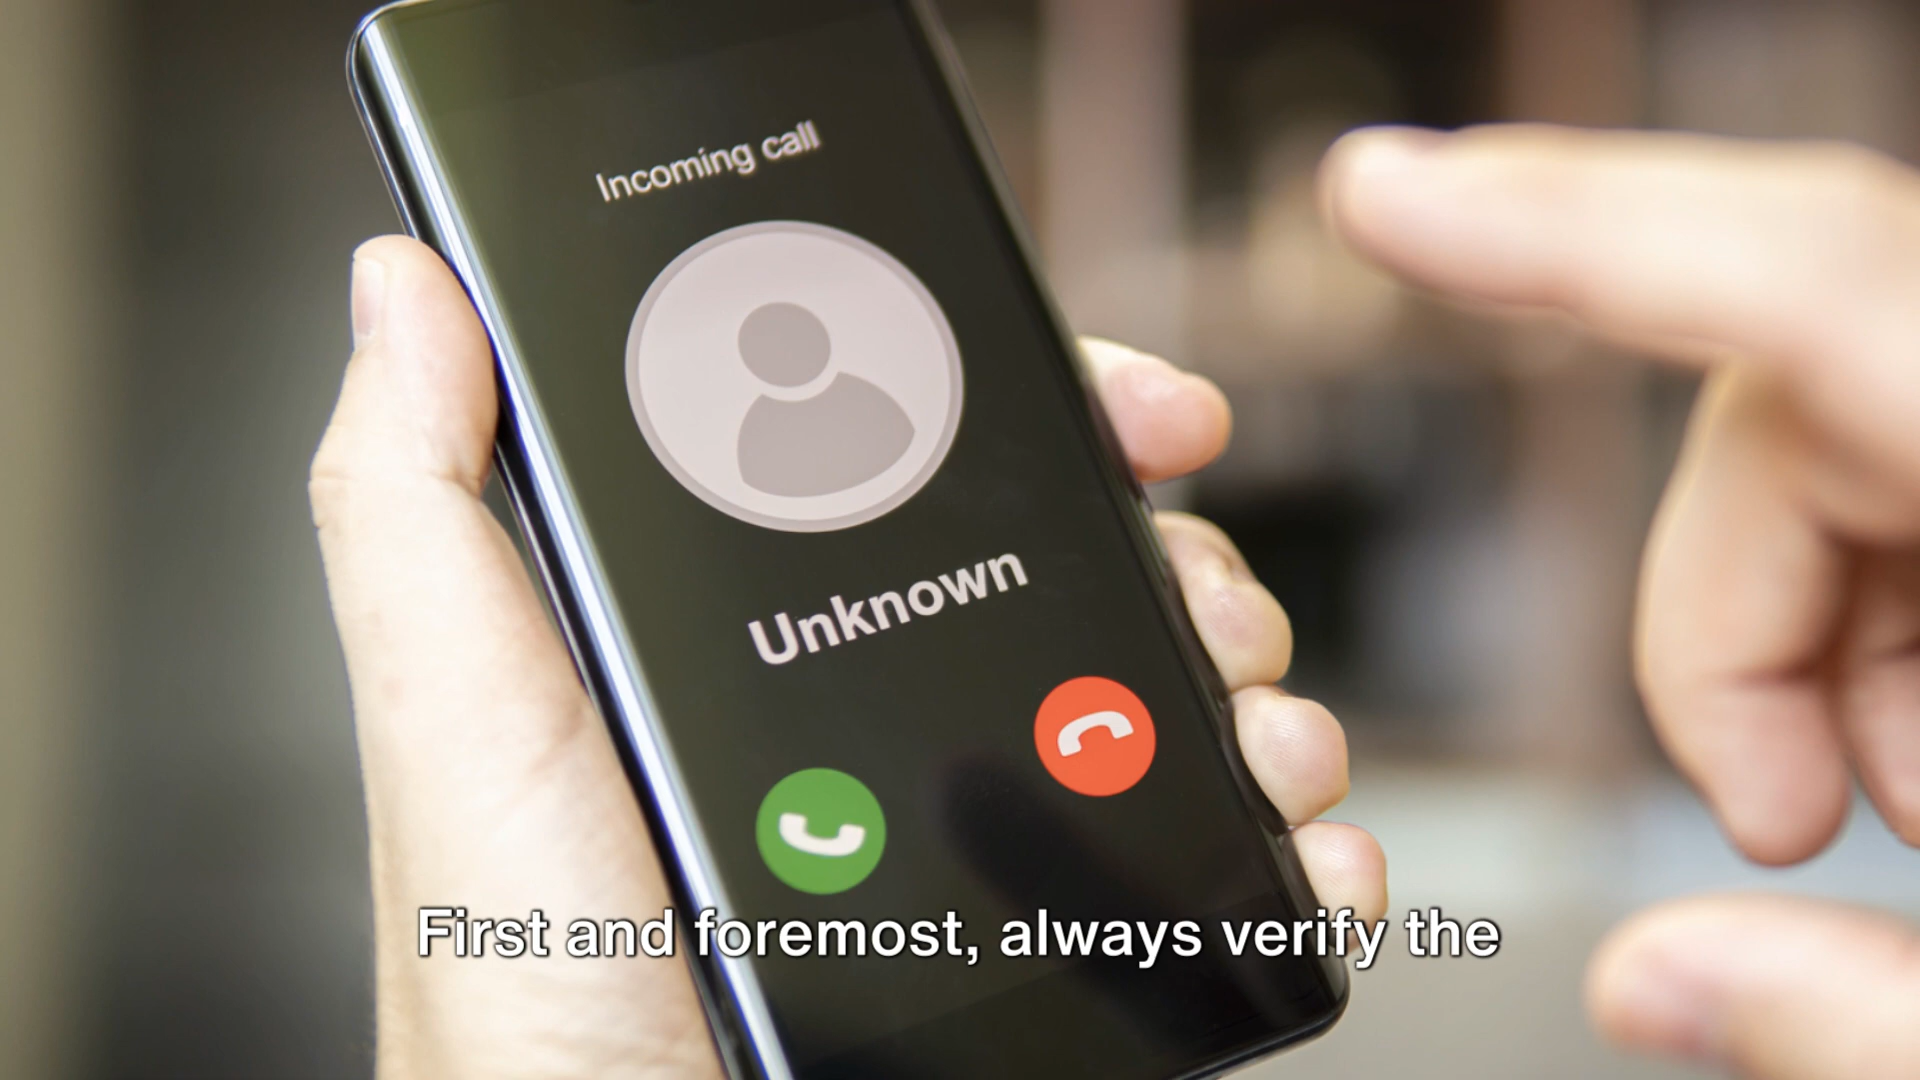 Incoming call
Unknown
First and foremost, always verify the